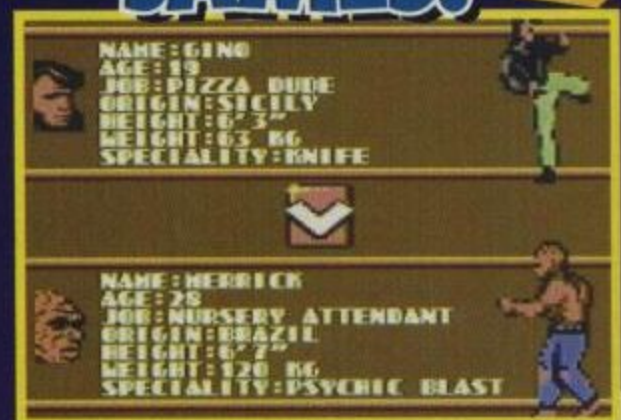 NAME:GINO
AGE:19
JOB:PIZZA DUDE
ORIGIN:SICILY
HEIGHT:6'3"
WEIGHT:63 KG
SPECIALITY:KNIFE
NAME:MERRICK
AGE:28
JOB:NURSERY ATTENDANT
ORIGIN:BRAZIL
HEIGHT:6'7"
WEIGHT:120 KG
SPECIALITY:PSYCHIC BLAST